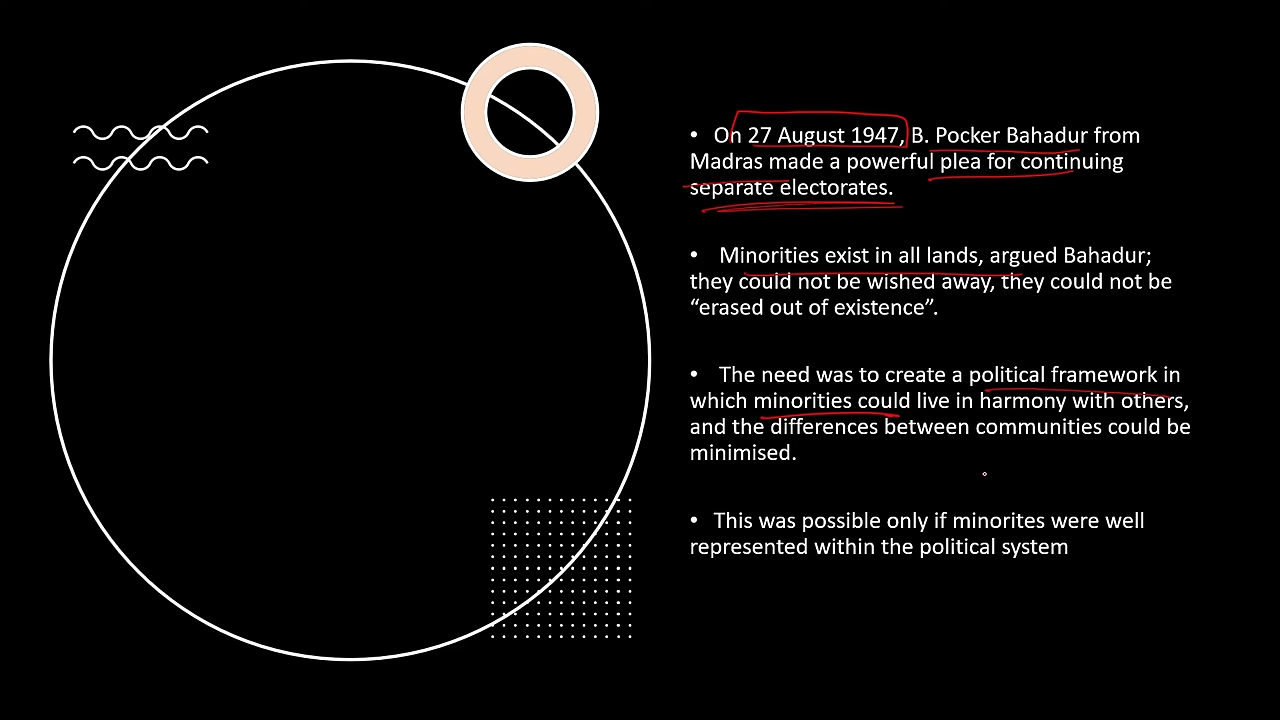 • On 27 August 1947, B. Pocker Bahadur from
Madras made a powerful plea for continuing
separate electorates.
• Minorities exist in all lands, argued Bahadur;
they could not be wished away, they could not be
“erased out of existence”.
• The need was to create a political framework in
which minorities could live in harmony with others,
and the differences between communities could be
minimised.
• This was possible only if minorites were well
represented within the political system